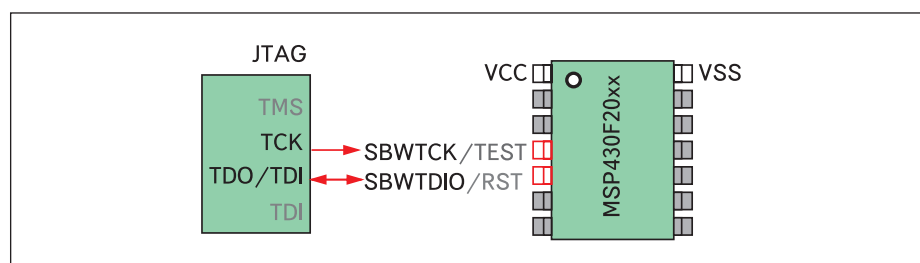 JTAG
TMS
TCK
TDO/TDI
TDI
SBWTCK/TEST
SBWTDIO/RST
VCC
VSS
MSP430F20xx